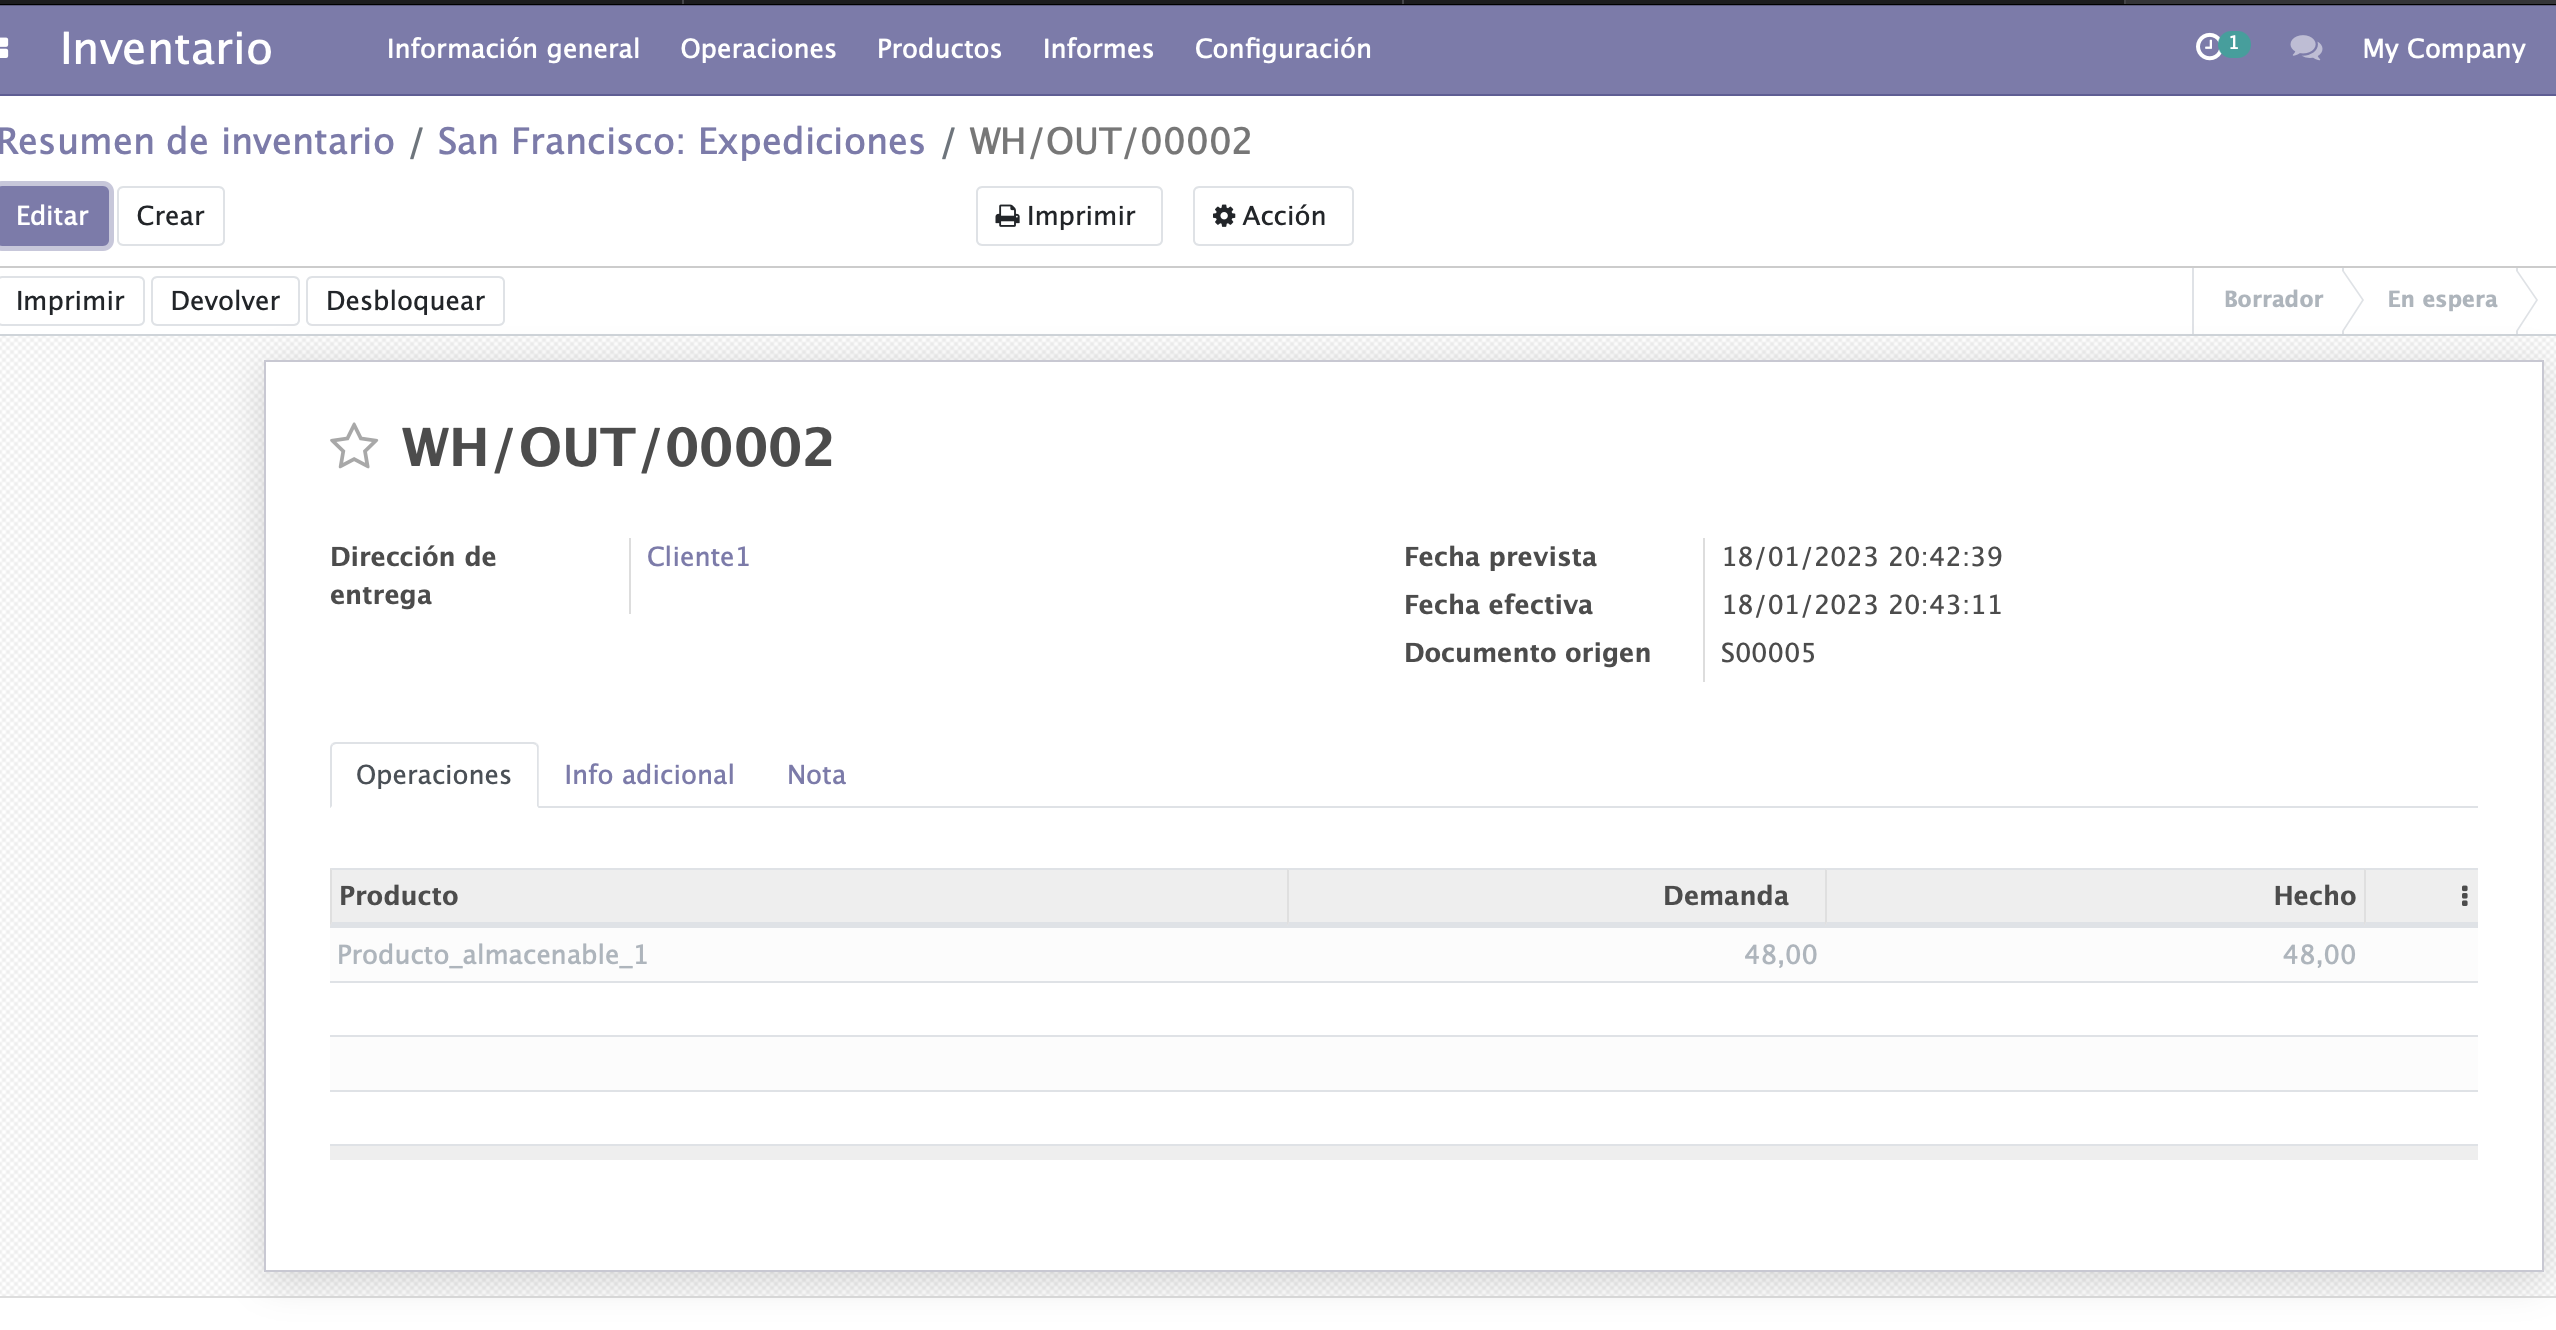 Inventario Información general Operaciones Productos Informes Configuración 1 My Company
Resumen de inventario / San Francisco: Expediciones / WH/OUT/00002
Editar Crear Imprimir Acción
Imprimir Devolver Desbloquear Borrador En espera
WH/OUT/00002
Dirección de entrega Cliente1
Fecha prevista 18/01/2023 20:42:39
Fecha efectiva 18/01/2023 20:43:11
Documento origen S00005
Operaciones Info adicional Nota
Producto Demanda Hecho
Producto_almacenable_1 48,00 48,00